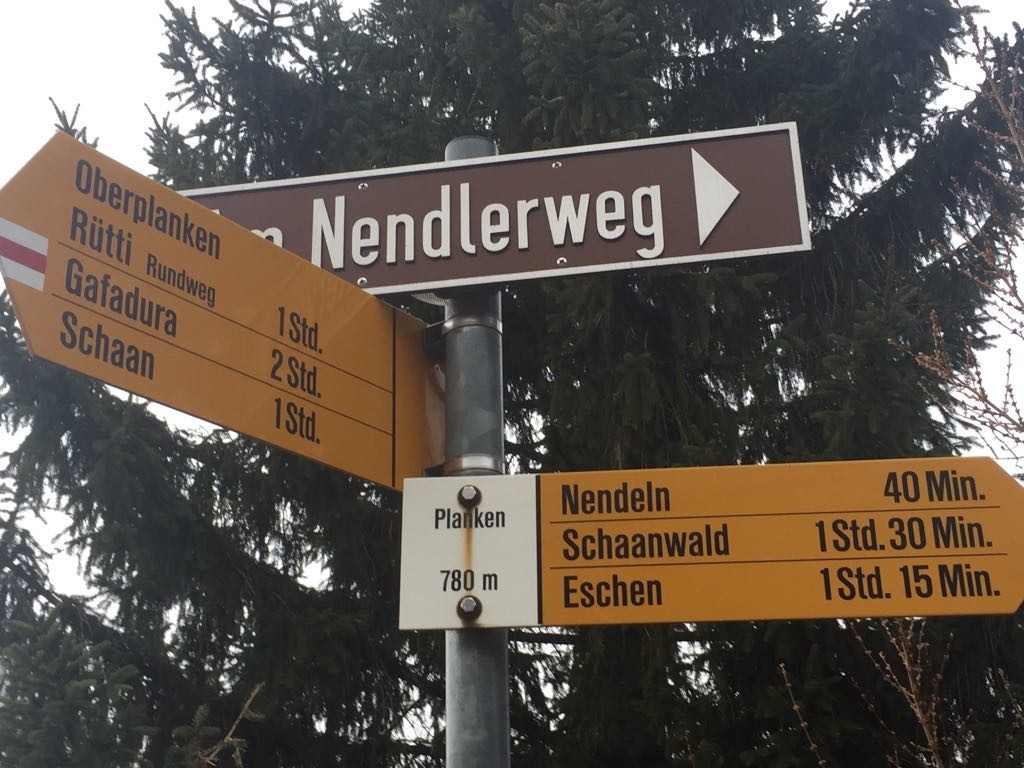 Nendlerweg
Oberplanken
Rütti Rundweg 1 Std.
Gafadura 2 Std.
Schaan 1 Std.
Planken
780 m
Nendeln 40 Min.
Schaanwald 1 Std. 30 Min.
Eschen 1 Std. 15 Min.